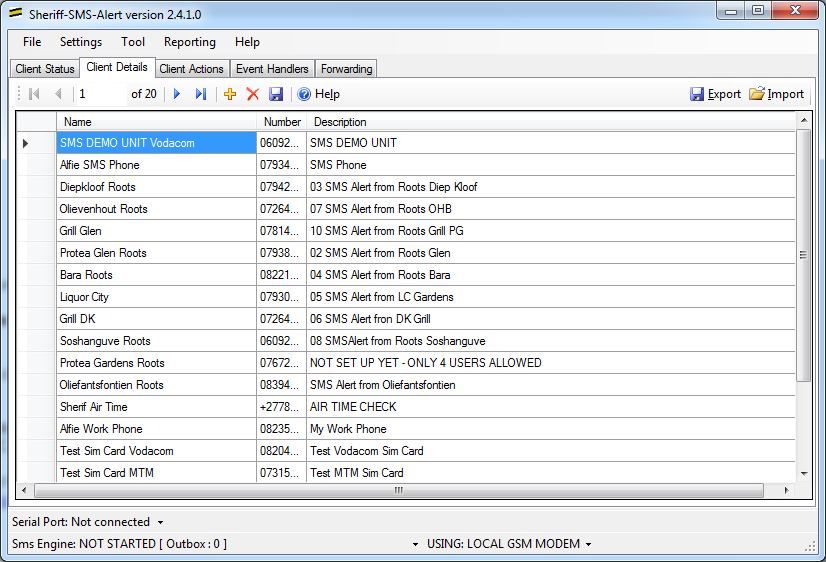 Sheriff-SMS-Alert version 2.4.1.0
File Settings Tool Reporting Help
Client Status Client Details Client Actions Event Handlers Forwarding
1 of 20 Help Export Import
Name Number Description
SMS DEMO UNIT Vodacom 06092... SMS DEMO UNIT
Alfie SMS Phone 07934... SMS Phone
Diepkloof Roots 07942... 03 SMS Alert from Roots Diep Kloof
Olievenhout Roots 07264... 07 SMS Alert from Roots OHB
Grill Glen 07814... 10 SMS Alert from Roots Grill PG
Protea Glen Roots 07938... 02 SMS Alert from Roots Glen
Bara Roots 08221... 04 SMS Alert from Roots Bara
Liquor City 07930... 05 SMS Alert from LC Gardens
Grill DK 07264... 06 SMS Alert fron DK Grill
Soshanguve Roots 06092... 08 SMSAlert from Roots Soshanguve
Protea Gardens Roots 07672... NOT SET UP YET - ONLY 4 USERS ALLOWED
Oliefantsfontien Roots 08394... SMS Alert from Oliefantsfontien
Sherif Air Time +2778... AIR TIME CHECK
Alfie Work Phone 08235... My Work Phone
Test Sim Card Vodacom 08204... Test Vodacom Sim Card
Test Sim Card MTM 07315... Test MTM Sim Card
Serial Port: Not connected
Sms Engine: NOT STARTED [ Outbox : 0 ] USING: LOCAL GSM MODEM